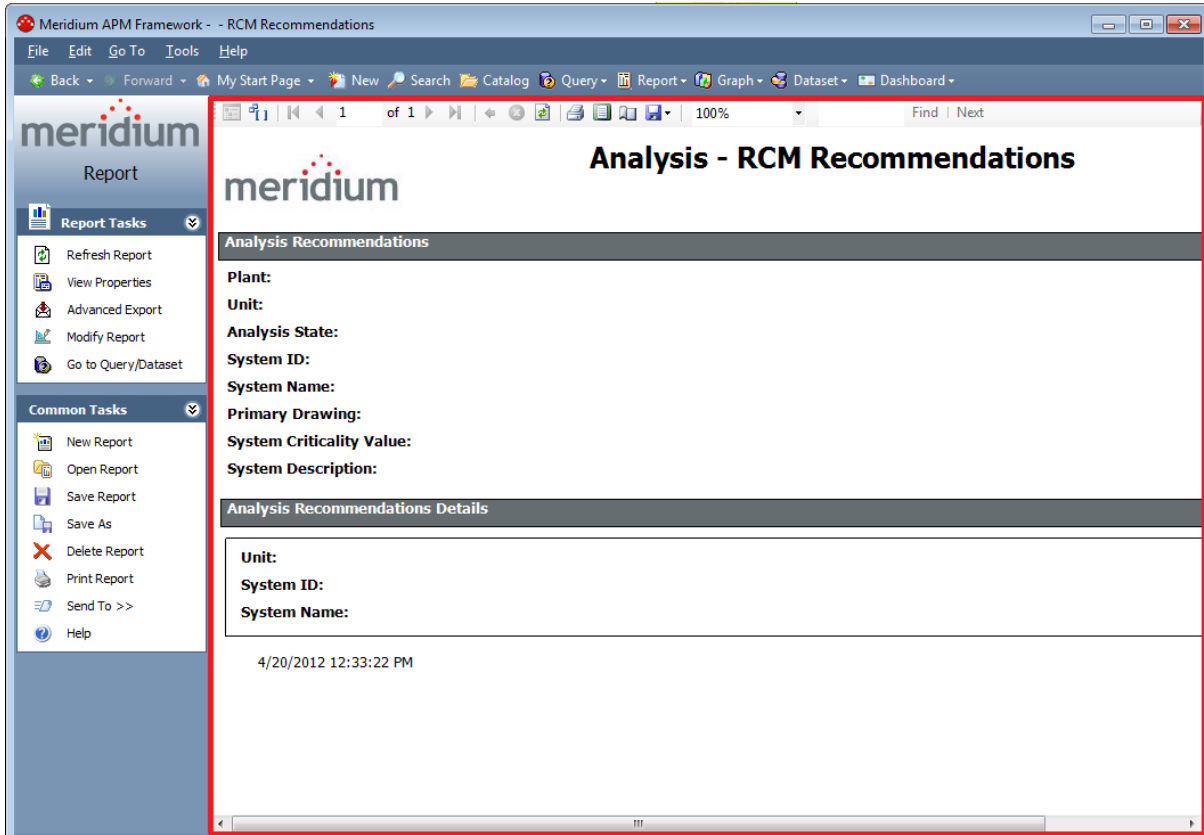 Meridium APM Framework - - RCM Recommendations
File Edit Go To Tools Help
Back Forward My Start Page New Search Catalog Query Report Graph Dataset Dashboard
meridium
Report
Report Tasks
Refresh Report
View Properties
Advanced Export
Modify Report
Go to Query/Dataset
Common Tasks
New Report
Open Report
Save Report
Save As
Delete Report
Print Report
Send To >>
Help
1 of 1 100% Find | Next
meridium
Analysis - RCM Recommendations
Analysis Recommendations
Plant:
Unit:
Analysis State:
System ID:
System Name:
Primary Drawing:
System Criticality Value:
System Description:
Analysis Recommendations Details
Unit:
System ID:
System Name:
4/20/2012 12:33:22 PM